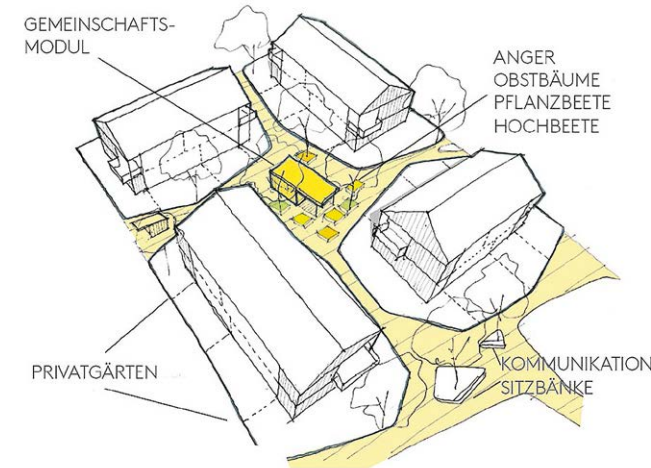 GEMEINSCHAFTS-
MODUL
ANGER
OBSTBÄUME
PFLANZBEETE
HOCHBEETE
PRIVATGÄRTEN
KOMMUNIKATION
SITZBÄNKE